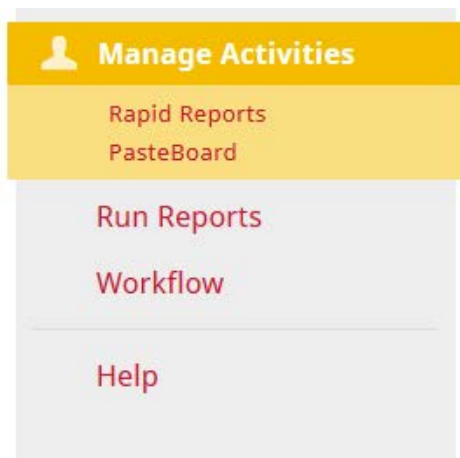 Manage Activities
Rapid Reports
PasteBoard
Run Reports
Workflow
Help